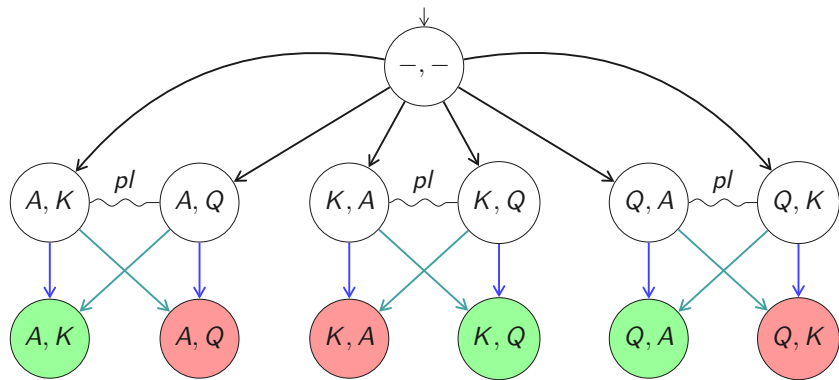 −, −
pl pl pl
A, K A, Q K, A K, Q Q, A Q, K
A, K A, Q K, A K, Q Q, A Q, K